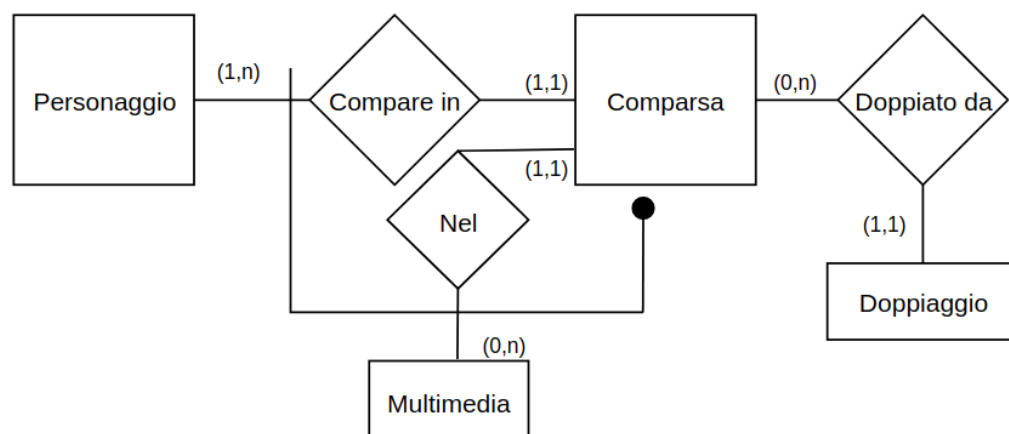 (1,n)
Personaggio
Compare in
(1,1)
Comparsa
(0,n)
Doppiato da
(1,1)
Nel
(1,1)
Doppiaggio
(0,n)
Multimedia